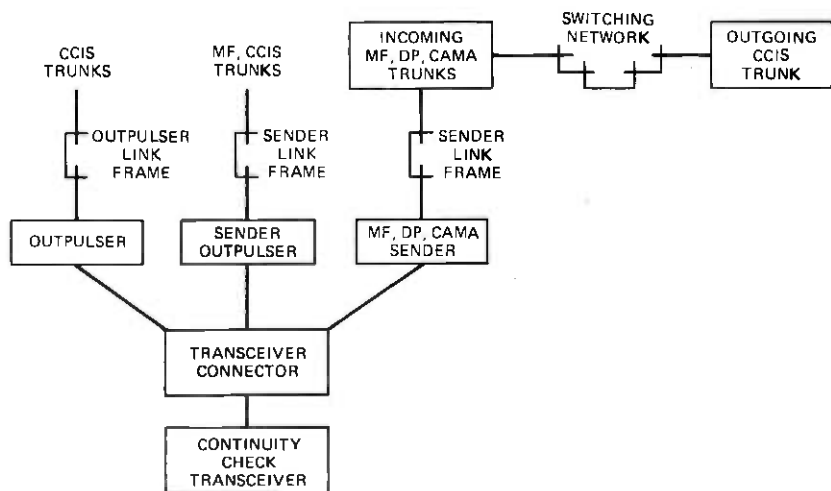 CCIS
TRUNKS
MF, CCIS
TRUNKS
INCOMING
MF, DP, CAMA
TRUNKS
SWITCHING
NETWORK
OUTGOING
CCIS
TRUNK
OUTPULSER
LINK
FRAME
SENDER
LINK
FRAME
SENDER
LINK
FRAME
OUTPULSER
SENDER
OUTPULSER
MF, DP, CAMA
SENDER
TRANSCEIVER
CONNECTOR
CONTINUITY
CHECK
TRANSCEIVER